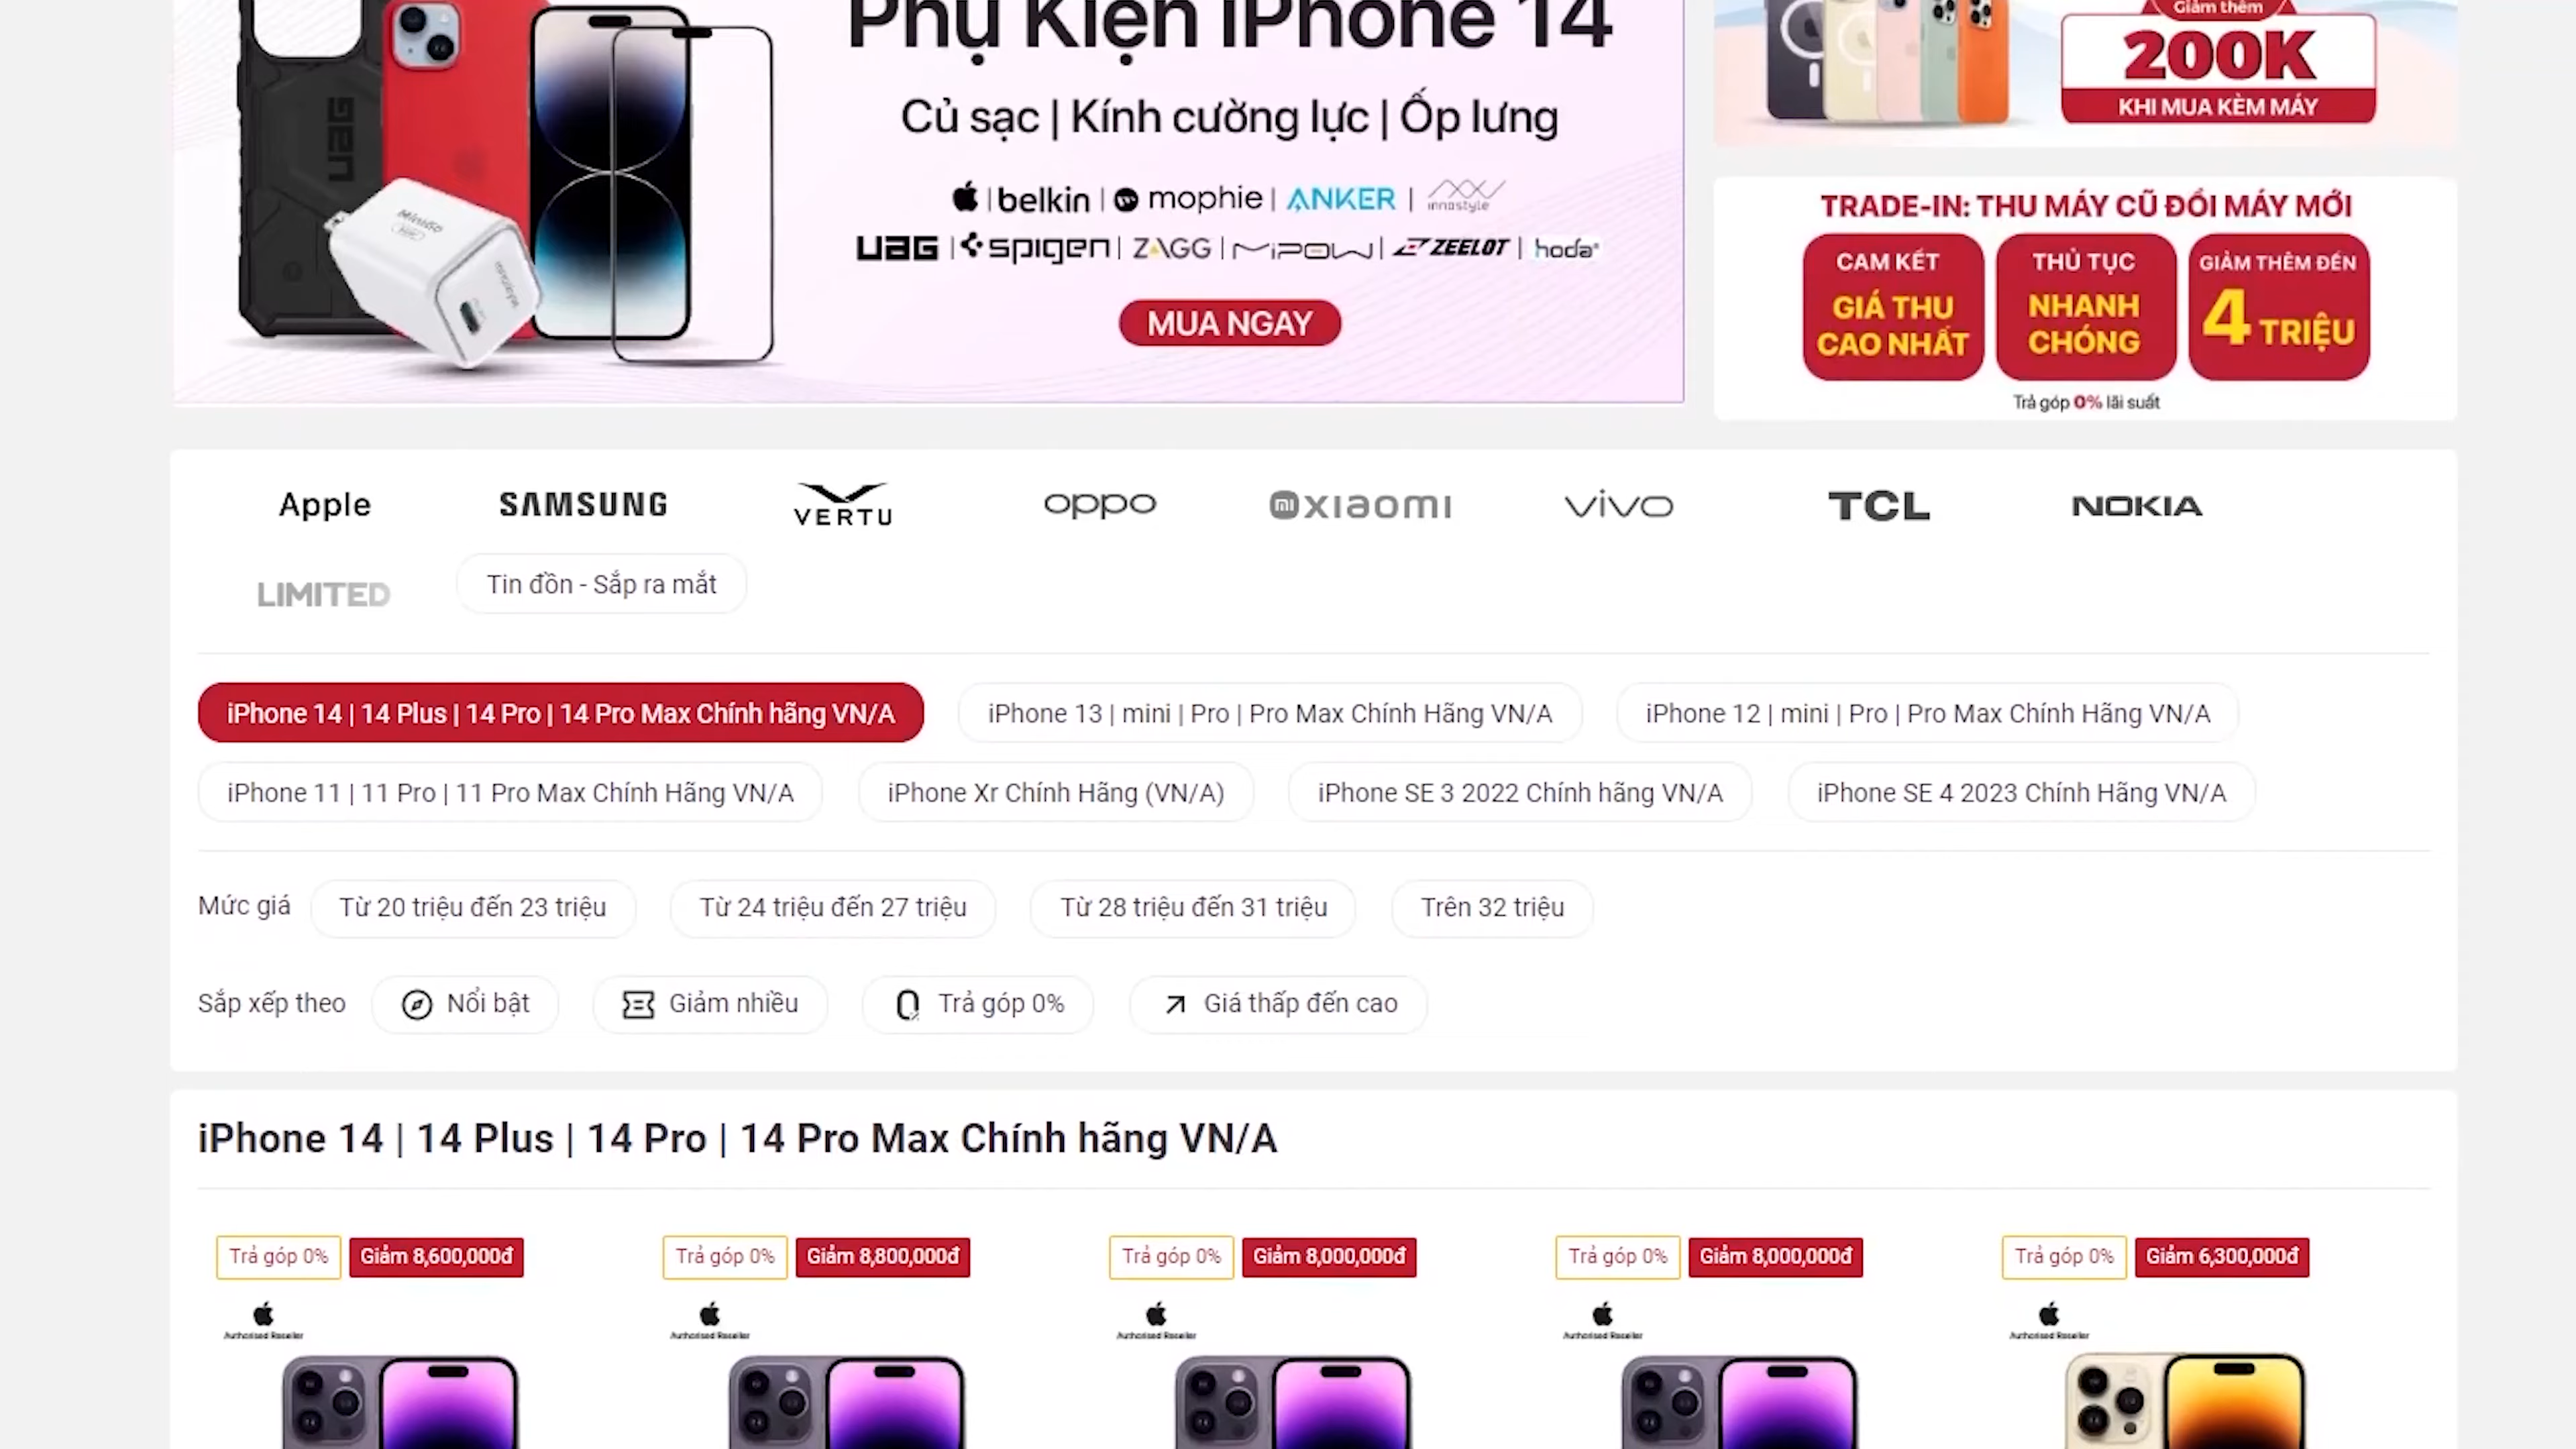 Phụ Kiện iPhone 14
Củ sạc | Kính cường lực | Ốp lưng
belkin | mophie | ANKER | innostyle
UAG | spigen | ZAGG | MIPOW | ZEELOT | hoda
MUA NGAY
UAG
Giảm thêm
200K
KHI MUA KÈM MÁY
TRADE-IN: THU MÁY CŨ ĐỔI MÁY MỚI
CAM KẾT
GIÁ THU
CAO NHẤT
THỦ TỤC
NHANH
CHÓNG
GIẢM THÊM ĐẾN
4 TRIỆU
Trả góp 0% lãi suất
Apple SAMSUNG VERTU oppo xiaomi vivo TCL NOKIA
LIMITED Tin đồn - Sắp ra mắt
iPhone 14 | 14 Plus | 14 Pro | 14 Pro Max Chính hãng VN/A iPhone 13 | mini | Pro | Pro Max Chính Hãng VN/A iPhone 12 | mini | Pro | Pro Max Chính Hãng VN/A
iPhone 11 | 11 Pro | 11 Pro Max Chính Hãng VN/A iPhone Xr Chính Hãng (VN/A) iPhone SE 3 2022 Chính hãng VN/A iPhone SE 4 2023 Chính Hãng VN/A
Mức giá Từ 20 triệu đến 23 triệu Từ 24 triệu đến 27 triệu Từ 28 triệu đến 31 triệu Trên 32 triệu
Sắp xếp theo Nổi bật Giảm nhiều Trả góp 0% Giá thấp đến cao
iPhone 14 | 14 Plus | 14 Pro | 14 Pro Max Chính hãng VN/A
Trả góp 0% Giảm 8,600,000đ Trả góp 0% Giảm 8,800,000đ Trả góp 0% Giảm 8,000,000đ Trả góp 0% Giảm 8,000,000đ Trả góp 0% Giảm 6,300,000đ
Authorised Reseller Authorised Reseller Authorised Reseller Authorised Reseller Authorised Reseller